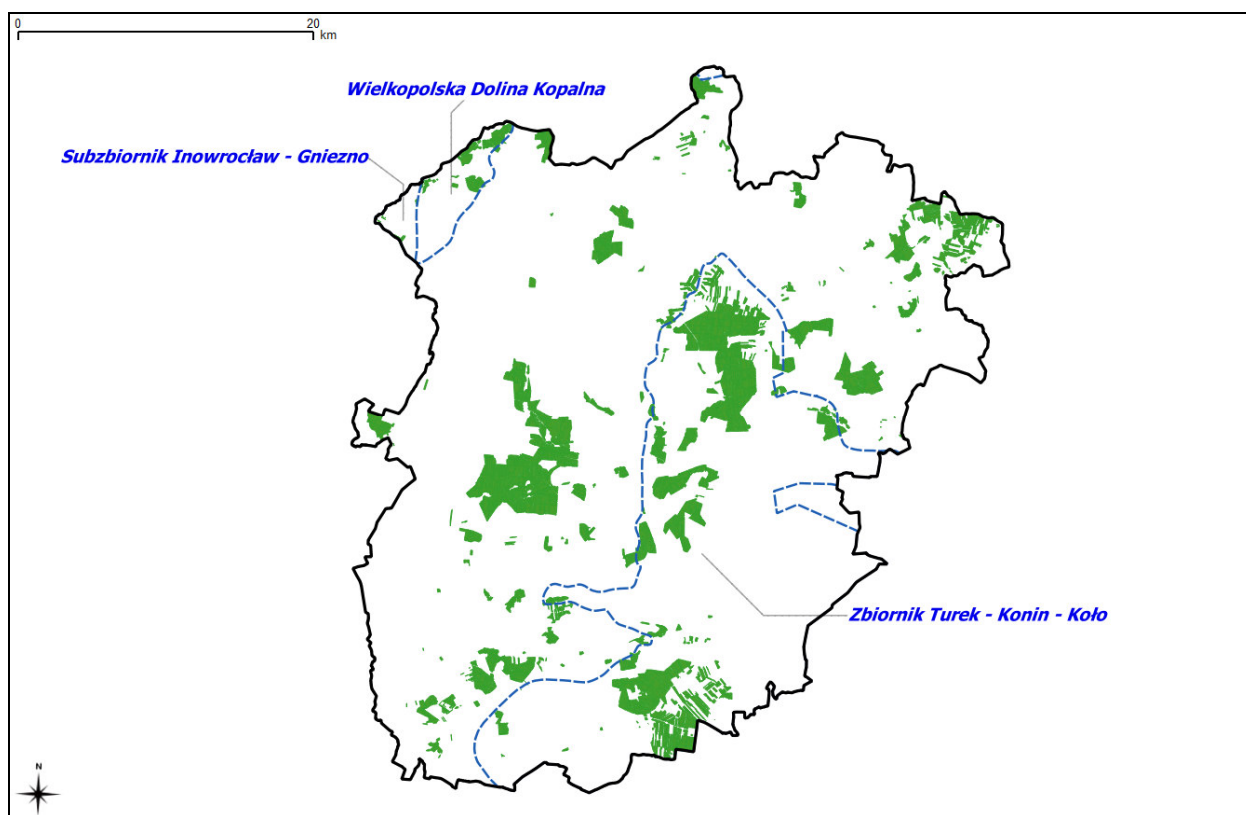 0 20
km
Wielkopolska Dolina Kopalna
Subzbiornik Inowrocław - Gniezno
Zbiornik Turek - Konin - Koło
N